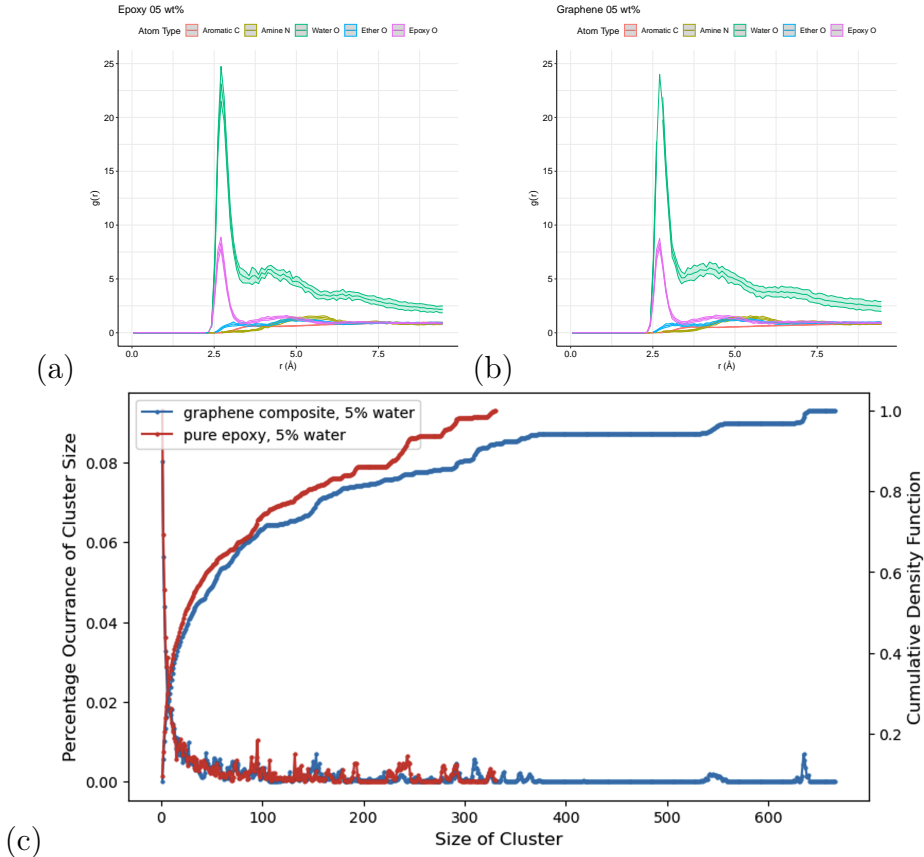 Epoxy 05 wt%
Atom Type Aromatic C Amine N Water O Ether O Epoxy O
25
20
15
10
5
0
g(r)
0.0 2.5 5.0 7.5
r (Å)
(a)
Graphene 05 wt%
Atom Type Aromatic C Amine N Water O Ether O Epoxy O
25
20
15
10
5
0
g(r)
0.0 2.5 5.0 7.5
r (Å)
(b)
graphene composite, 5% water
pure epoxy, 5% water
Percentage Ocurrance of Cluster Size
0.08
0.06
0.04
0.02
0.00
1.0
0.8
0.6
0.4
0.2
Cumulative Density Function
0 100 200 300 400 500 600
Size of Cluster
(c)